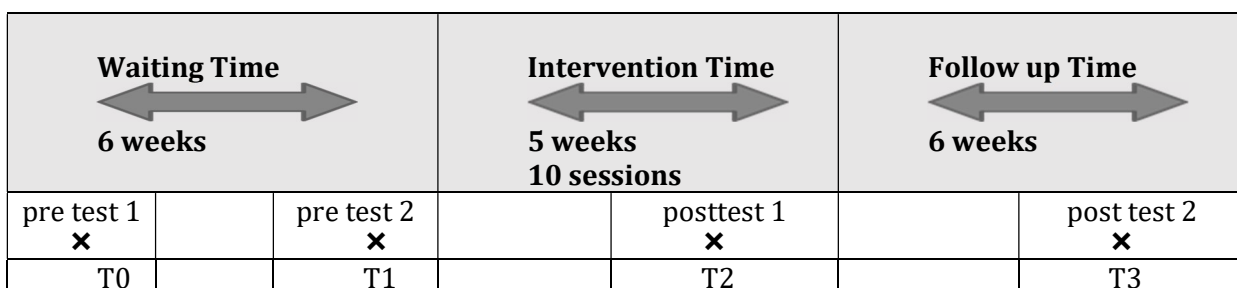 Waiting Time
Intervention Time
Follow up Time
6 weeks
5 weeks
10 sessions
6 weeks
pre test 1
pre test 2
posttest 1
post test 2
T0
T1
T2
T3